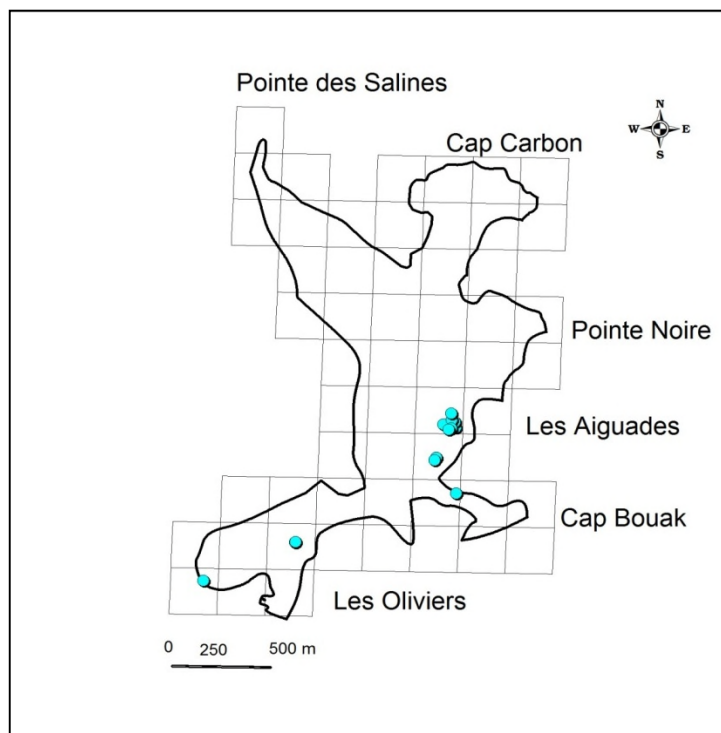 Pointe des Salines
Cap Carbon
N
W E
S
Pointe Noire
Les Aiguades
Cap Bouak
Les Oliviers
0 250 500 m